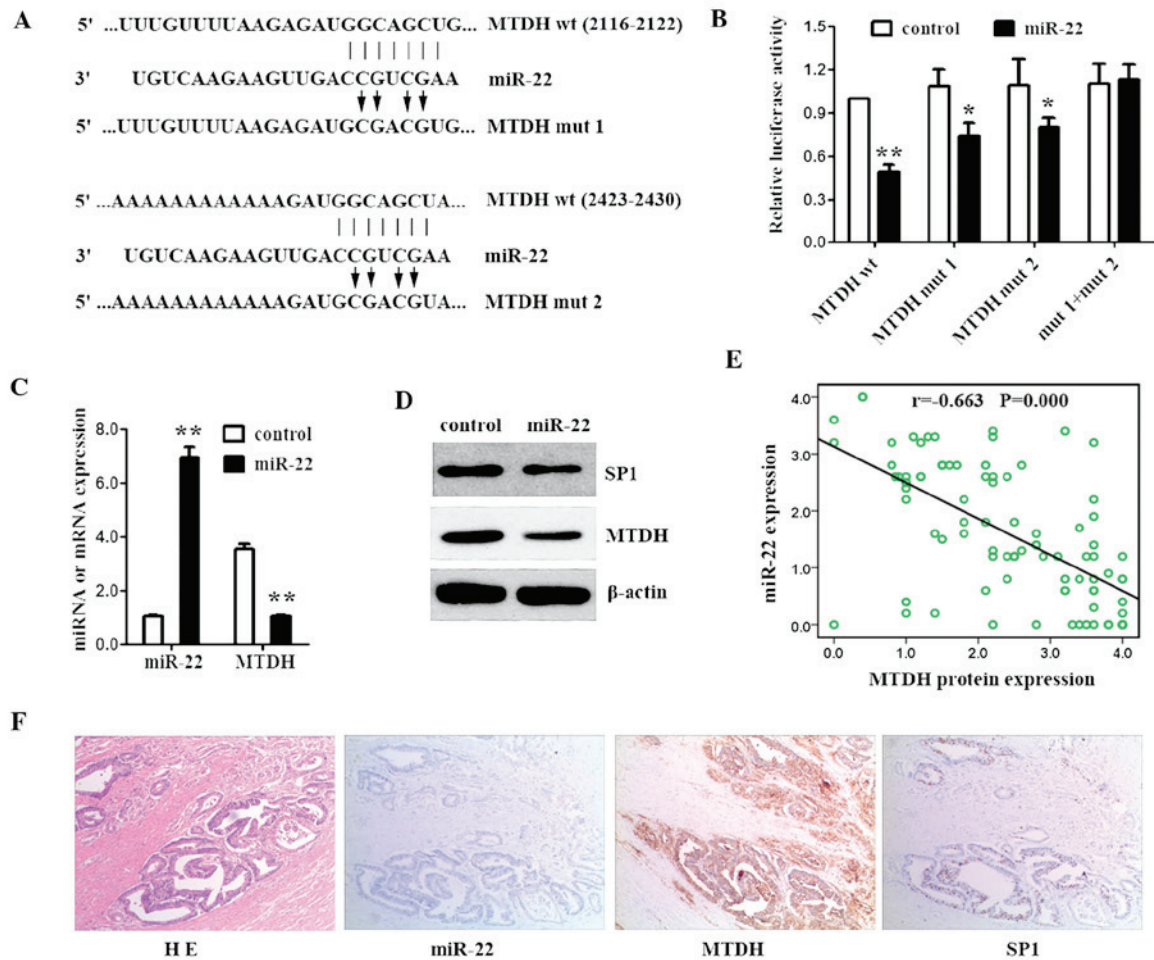 A
5' ...UUUGUUUUAAGAGAUGGCAGCUG... MTDH wt (2116-2122)
3' UGUCAAGAAGUUGACCGUCGAA miR-22
5' ...UUUGUUUUAAGAGAUGCGACGUG... MTDH mut 1
5' ...AAAAAAAAAAAAGAUGGCAGCUA... MTDH wt (2423-2430)
3' UGUCAAGAAGUUGACCGUCGAA miR-22
5' ...AAAAAAAAAAAAGAUGCGACGUA... MTDH mut 2
B
control miR-22
Relative luciferase activity
1.5
1.2
0.9
0.6
0.3
0.0
** * *
MTDH wt
MTDH mut 1
MTDH mut 2
mut 1+mut 2
C
control
miR-22
miRNA or mRNA expression
8.0
6.0
4.0
2.0
0.0
**
**
miR-22 MTDH
D
control miR-22
SP1
MTDH
β-actin
E
r=-0.663 P=0.000
miR-22 expression
4.0
3.0
2.0
1.0
0.0
0.0 1.0 2.0 3.0 4.0
MTDH protein expression
F
H E miR-22 MTDH SP1